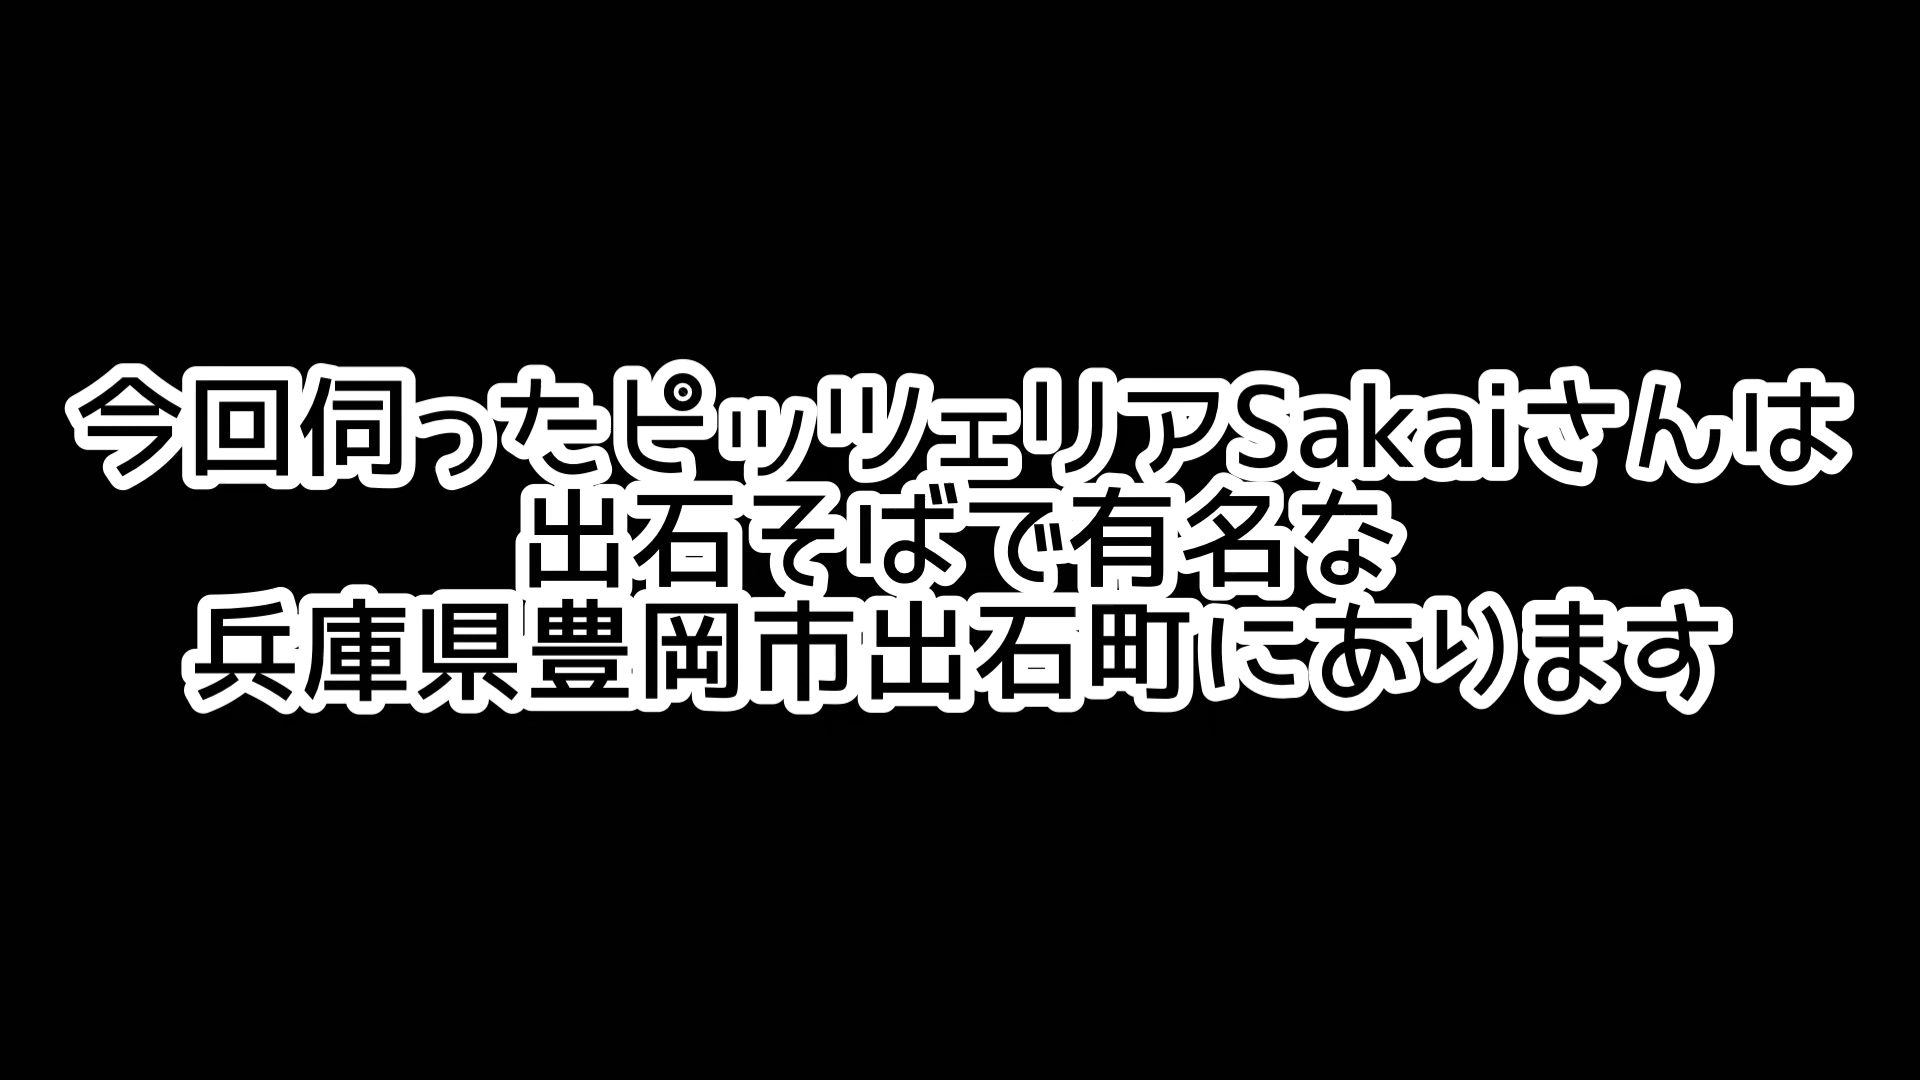 今回伺ったピッツェリアSakaiさんは
出石そばで有名な
兵庫県豊岡市出石町にあります